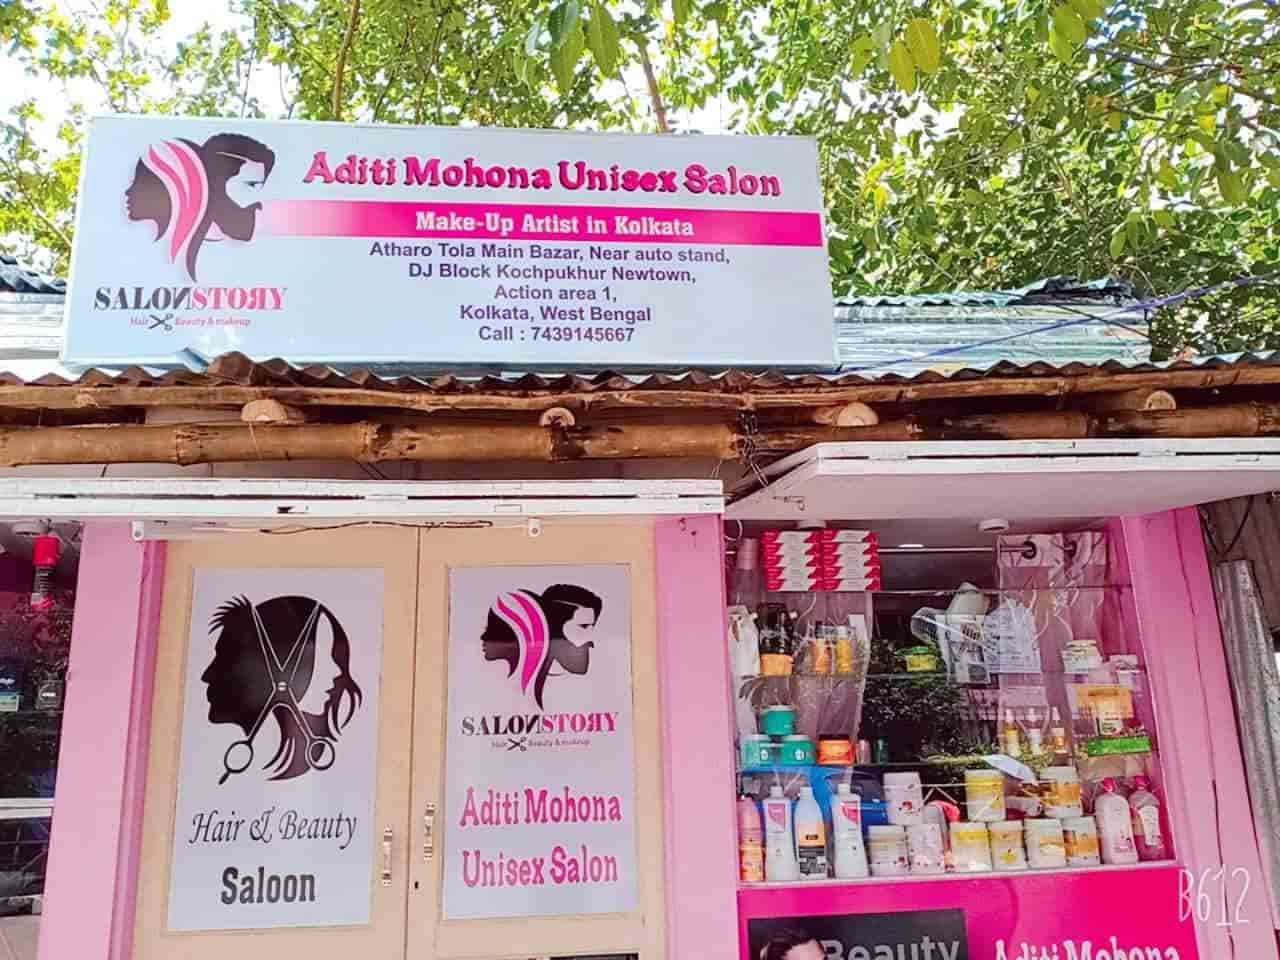 Aditi Mohona Unisex Salon
Make-Up Artist in Kolkata
Atharo Tola Main Bazar, Near auto stand,
DJ Block Kochpukhur Newtown,
Action area 1,
Kolkata, West Bengal
Call : 7439145667
SALONSTORY
Hair Beauty & makeup
Hair & Beauty
Saloon
SALONSTORY
Hair Beauty & makeup
Aditi Mohona
Unisex Salon
Beauty
Aditi Mohona
B612